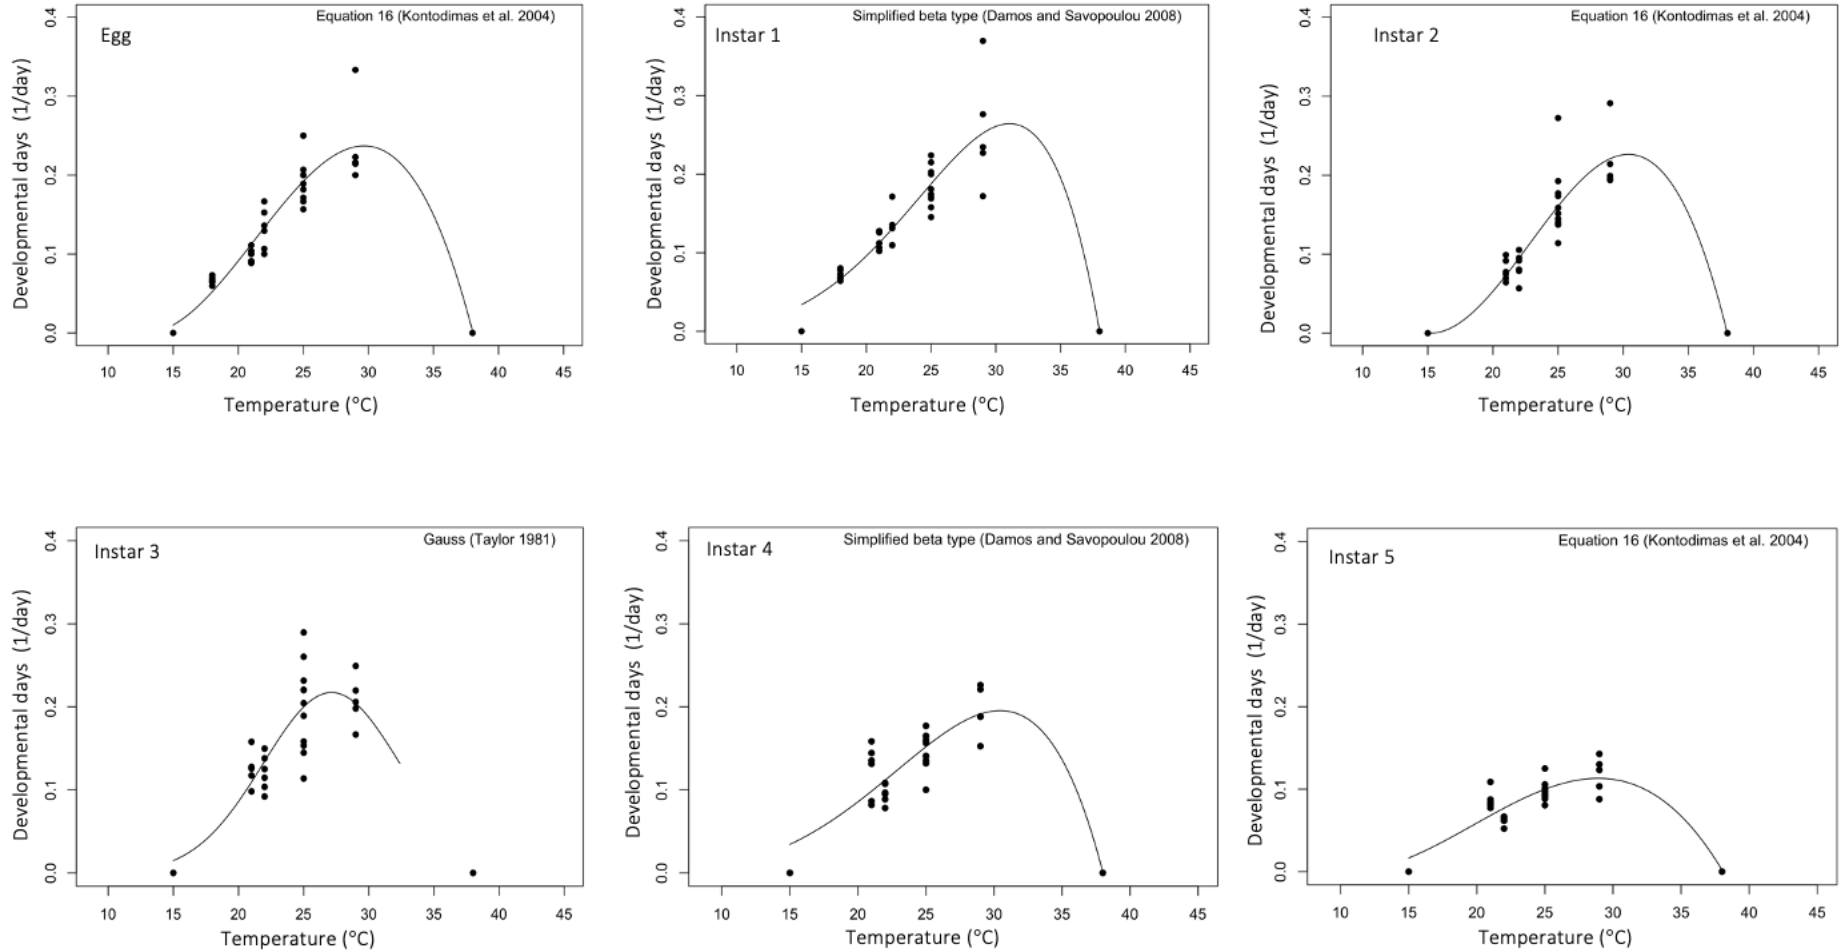 Equation 16 (Kontodimas et al. 2004)
Egg
Developmental days (1/day)
0.4
0.3
0.2
0.1
0.0
10 15 20 25 30 35 40 45
Temperature (°C)
Simplified beta type (Damos and Savopoulou 2008)
Instar 1
Developmental days (1/day)
0.4
0.3
0.2
0.1
0.0
10 15 20 25 30 35 40 45
Temperature (°C)
Equation 16 (Kontodimas et al. 2004)
Instar 2
Developmental days (1/day)
0.4
0.3
0.2
0.1
0.0
10 15 20 25 30 35 40 45
Temperature (°C)
Gauss (Taylor 1981)
Instar 3
Developmental days (1/day)
0.4
0.3
0.2
0.1
0.0
10 15 20 25 30 35 40 45
Temperature (°C)
Simplified beta type (Damos and Savopoulou 2008)
Instar 4
Developmental days (1/day)
0.4
0.3
0.2
0.1
0.0
10 15 20 25 30 35 40 45
Temperature (°C)
Equation 16 (Kontodimas et al. 2004)
Instar 5
Developmental days (1/day)
0.4
0.3
0.2
0.1
0.0
10 15 20 25 30 35 40 45
Temperature (°C)